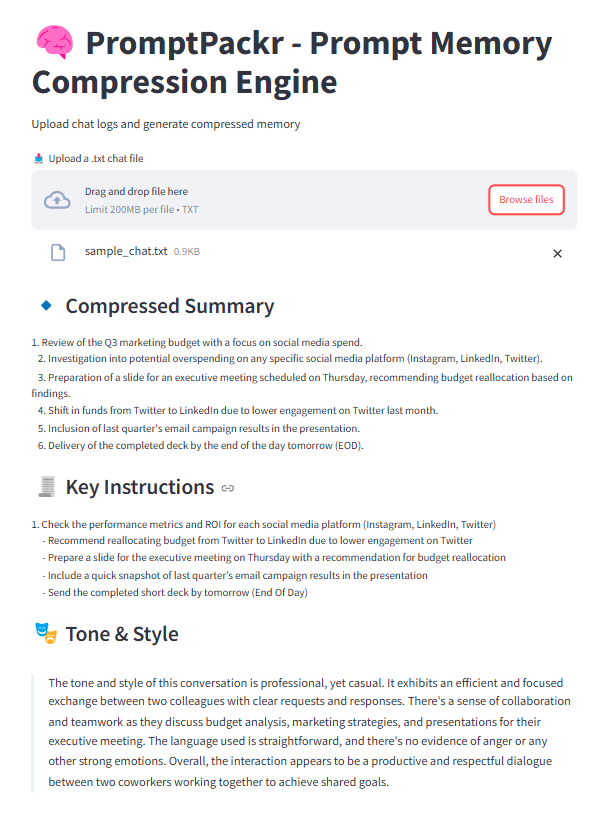 PromptPackr - Prompt Memory
Compression Engine
Upload chat logs and generate compressed memory
Upload a .txt chat file
Drag and drop file here
Limit 200MB per file • TXT
Browse files
sample_chat.txt 0.9KB
Compressed Summary
1. Review of the Q3 marketing budget with a focus on social media spend.
2. Investigation into potential overspending on any specific social media platform (Instagram, LinkedIn, Twitter).
3. Preparation of a slide for an executive meeting scheduled on Thursday, recommending budget reallocation based on
findings.
4. Shift in funds from Twitter to LinkedIn due to lower engagement on Twitter last month.
5. Inclusion of last quarter's email campaign results in the presentation.
6. Delivery of the completed deck by the end of the day tomorrow (EOD).
Key Instructions
1. Check the performance metrics and ROI for each social media platform (Instagram, LinkedIn, Twitter)
- Recommend reallocating budget from Twitter to LinkedIn due to lower engagement on Twitter
- Prepare a slide for the executive meeting on Thursday with a recommendation for budget reallocation
- Include a quick snapshot of last quarter's email campaign results in the presentation
- Send the completed short deck by tomorrow (End Of Day)
Tone & Style
The tone and style of this conversation is professional, yet casual. It exhibits an efficient and focused
exchange between two colleagues with clear requests and responses. There's a sense of collaboration
and teamwork as they discuss budget analysis, marketing strategies, and presentations for their
executive meeting. The language used is straightforward, and there's no evidence of anger or any
other strong emotions. Overall, the interaction appears to be a productive and respectful dialogue
between two coworkers working together to achieve shared goals.